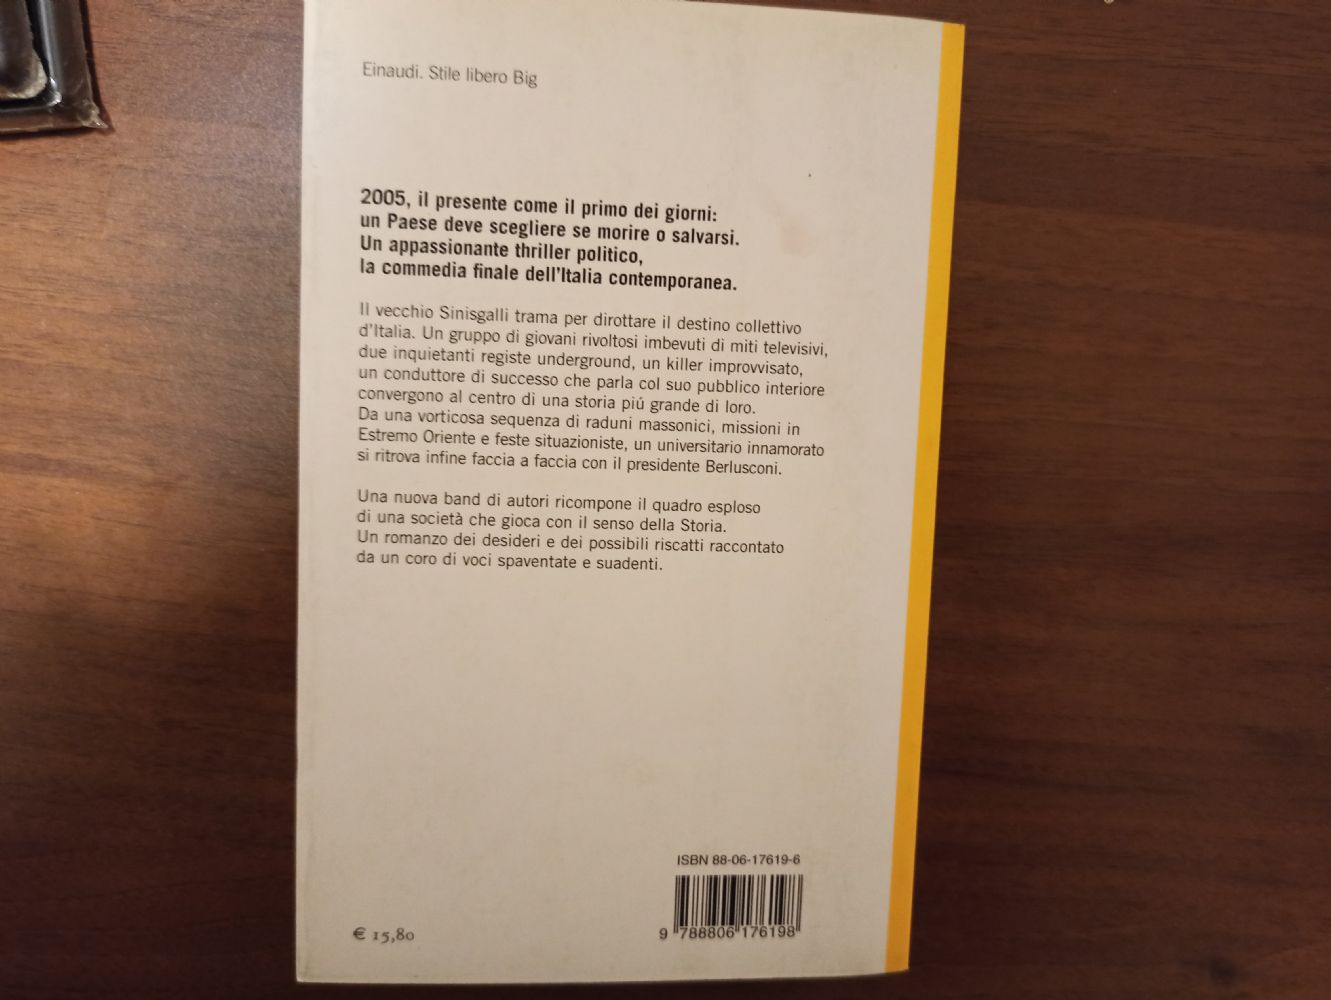 Einaudi. Stile libero Big
2005, il presente come il primo dei giorni:
un Paese deve scegliere se morire o salvarsi.
Un appassionante thriller politico,
la commedia finale dell'Italia contemporanea.
Il vecchio Sinisgalli trama per dirottare il destino collettivo
d'Italia. Un gruppo di giovani rivoltosi imbevuti di miti televisivi,
due inquietanti registe underground, un killer improvvisato,
un conduttore di successo che parla col suo pubblico interiore
convergono al centro di una storia piú grande di loro.
Da una vorticosa sequenza di raduni massonici, missioni in
Estremo Oriente e feste situazioniste, un universitario innamorato
si ritrova infine faccia a faccia con il presidente Berlusconi.
Una nuova band di autori ricompone il quadro esploso
di una società che gioca con il senso della Storia.
Un romanzo dei desideri e dei possibili riscatti raccontato
da un coro di voci spaventate e suadenti.
ISBN 88-06-17619-6
9 788806 176198
€ 15,80